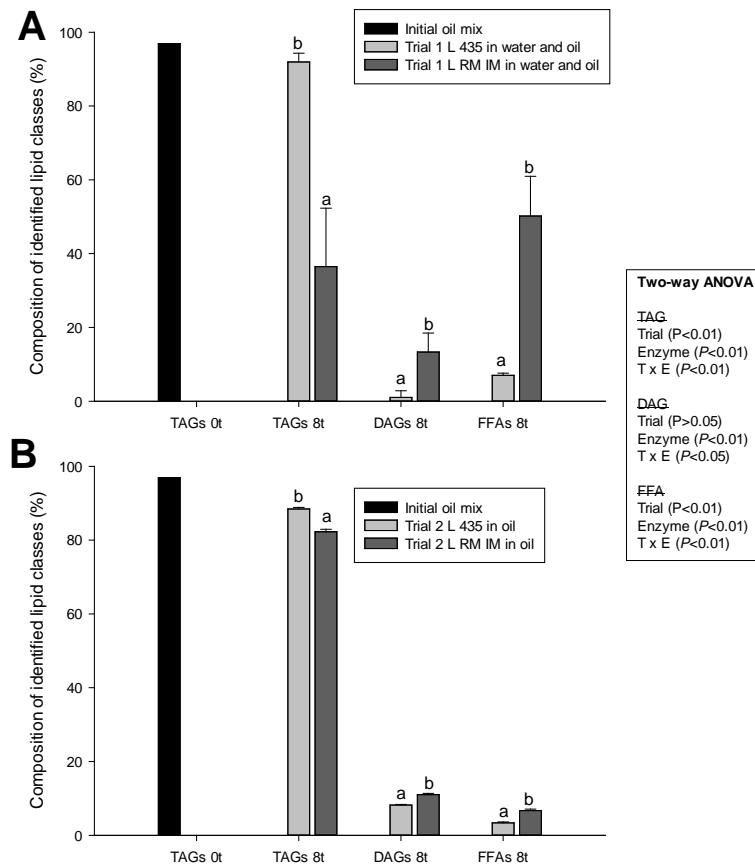 A
Composition of identified lipid classes (%)
100
80
60
40
20
0
Initial oil mix
Trial 1 L 435 in water and oil
Trial 1 L RM IM in water and oil
b
a
a
b
a
b
TAGs 0t TAGs 8t DAGs 8t FFAs 8t
B
Composition of identified lipid classes (%)
100
80
60
40
20
0
Initial oil mix
Trial 2 L 435 in oil
Trial 2 L RM IM in oil
b
a
a
b
a
b
TAGs 0t TAGs 8t DAGs 8t FFAs 8t
Two-way ANOVA
TAG
Trial (P<0.01)
Enzyme (P<0.01)
T x E (P<0.01)
DAG
Trial (P>0.05)
Enzyme (P<0.01)
T x E (P<0.05)
FFA
Trial (P<0.01)
Enzyme (P<0.01)
T x E (P<0.01)